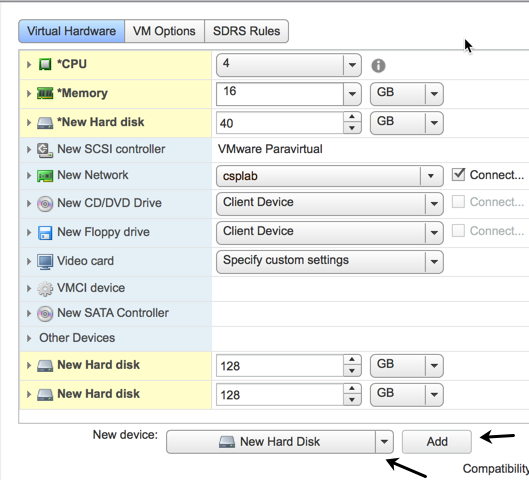 Virtual Hardware VM Options SDRS Rules
*CPU 4
*Memory 16 GB
*New Hard disk 40 GB
New SCSI controller VMware Paravirtual
New Network csplab Connect...
New CD/DVD Drive Client Device Connect...
New Floppy drive Client Device Connect...
Video card Specify custom settings
VMCI device
New SATA Controller
Other Devices
New Hard disk 128 GB
New Hard disk 128 GB
New device: New Hard Disk Add
Compatibility